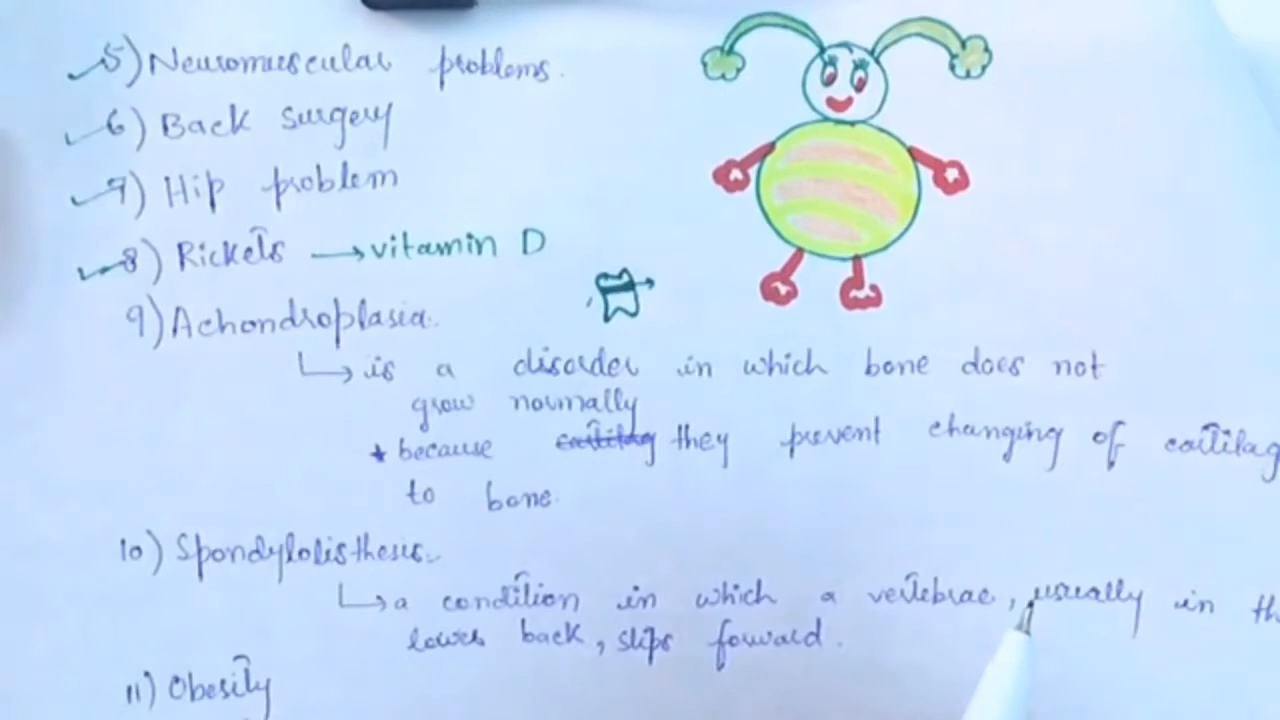 5) Neuromuscular problems.
6) Back surgery
7) Hip problem
8) Rickets → vitamin D
9) Achondroplasia.
↳ is a disorder in which bone does not
grow normally
* because they prevent changing of cartilag
to bone.
10) Spondylolisthesis.
↳ a condition in which a vertebrae, usually in th
lower back, slips forward.
11) Obesity